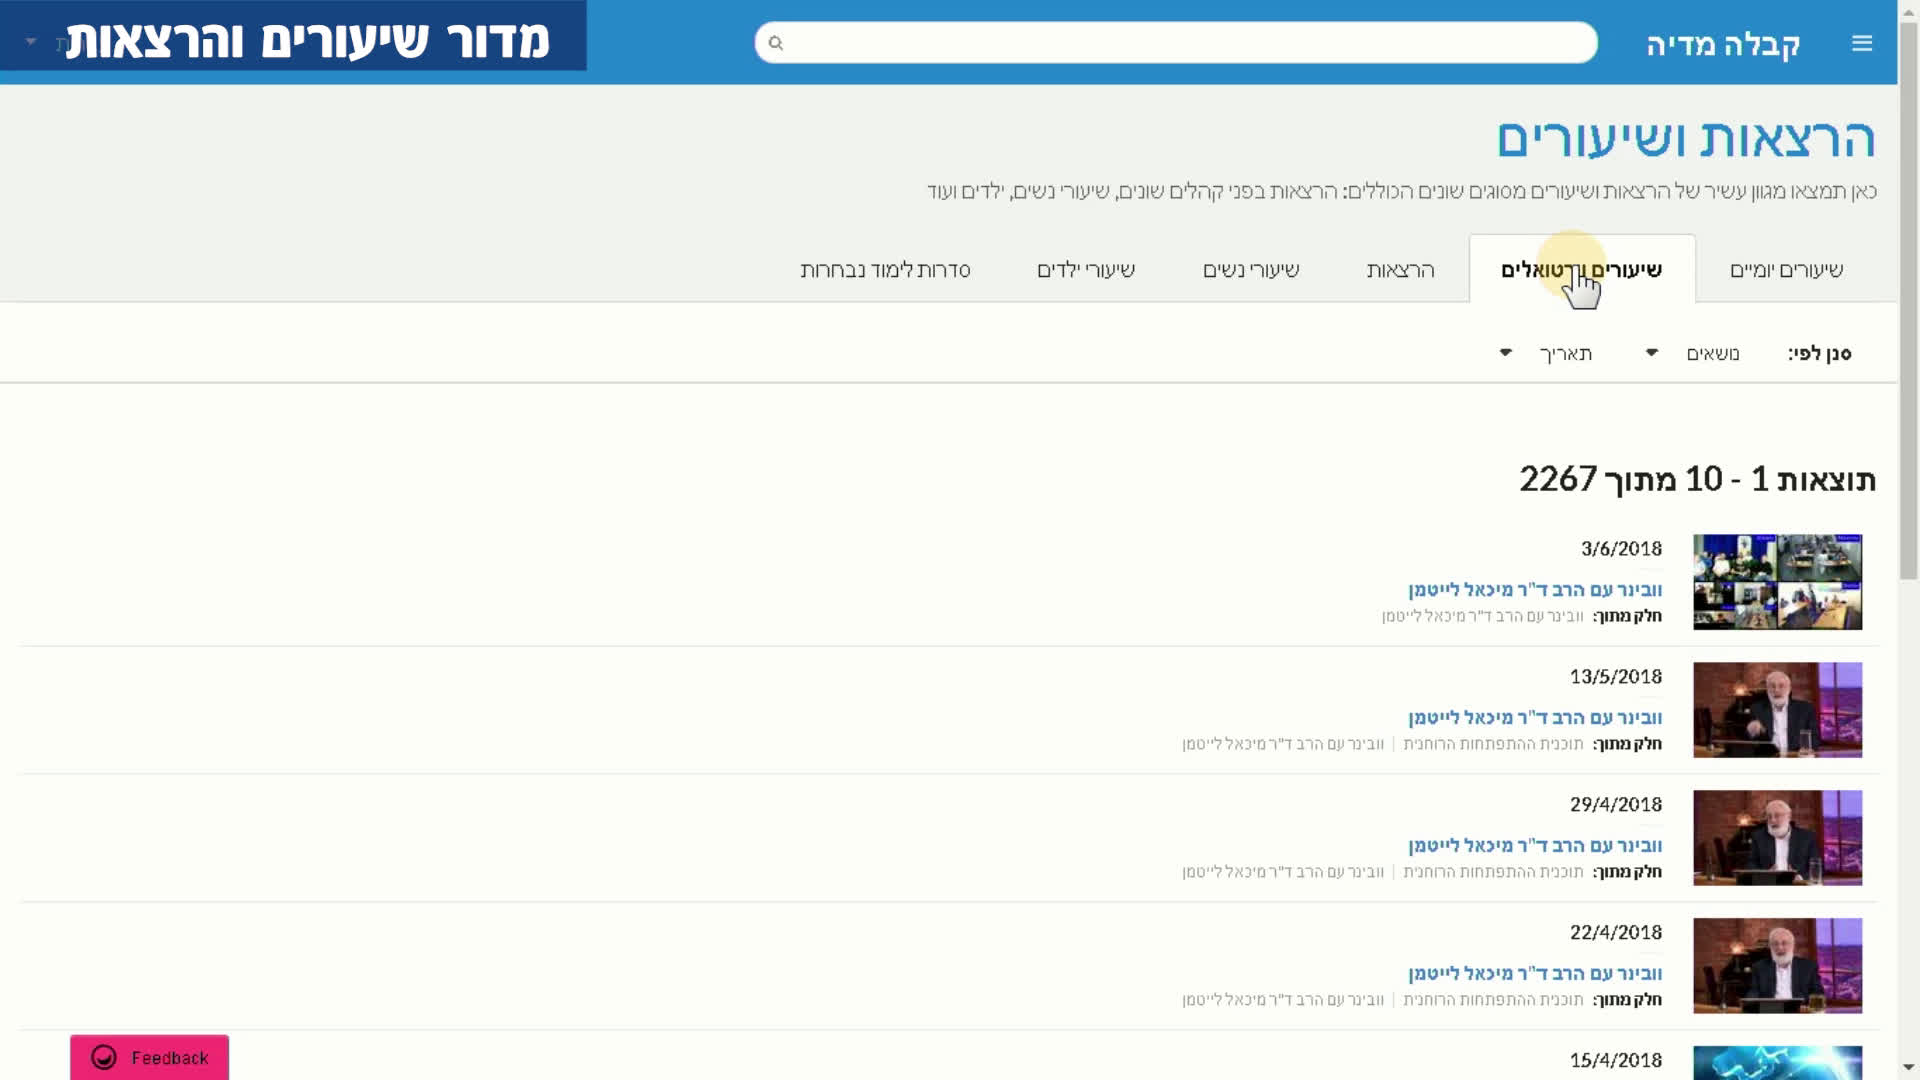 מדור שיעורים והרצאות
קבלה מדיה
הרצאות ושיעורים
כאן תמצאו מגוון עשיר של הרצאות ושיעורים מסוגים שונים הכוללים: הרצאות בפני קהלים שונים, שיעורי נשים, ילדים ועוד
שיעורים יומיים שיעורים וירטואלים הרצאות שיעורי נשים שיעורי ילדים סדרות לימוד נבחרות
סנן לפי: נושאים תאריך
תוצאות 1 - 10 מתוך 2267
3/6/2018
וובינר עם הרב ד"ר מיכאל לייטמן
חלק מתוך: וובינר עם הרב ד"ר מיכאל לייטמן
13/5/2018
וובינר עם הרב ד"ר מיכאל לייטמן
חלק מתוך: תוכנית ההתפתחות הרוחנית | וובינר עם הרב ד"ר מיכאל לייטמן
29/4/2018
וובינר עם הרב ד"ר מיכאל לייטמן
חלק מתוך: תוכנית ההתפתחות הרוחנית | וובינר עם הרב ד"ר מיכאל לייטמן
22/4/2018
וובינר עם הרב ד"ר מיכאל לייטמן
חלק מתוך: תוכנית ההתפתחות הרוחנית | וובינר עם הרב ד"ר מיכאל לייטמן
15/4/2018
Feedback